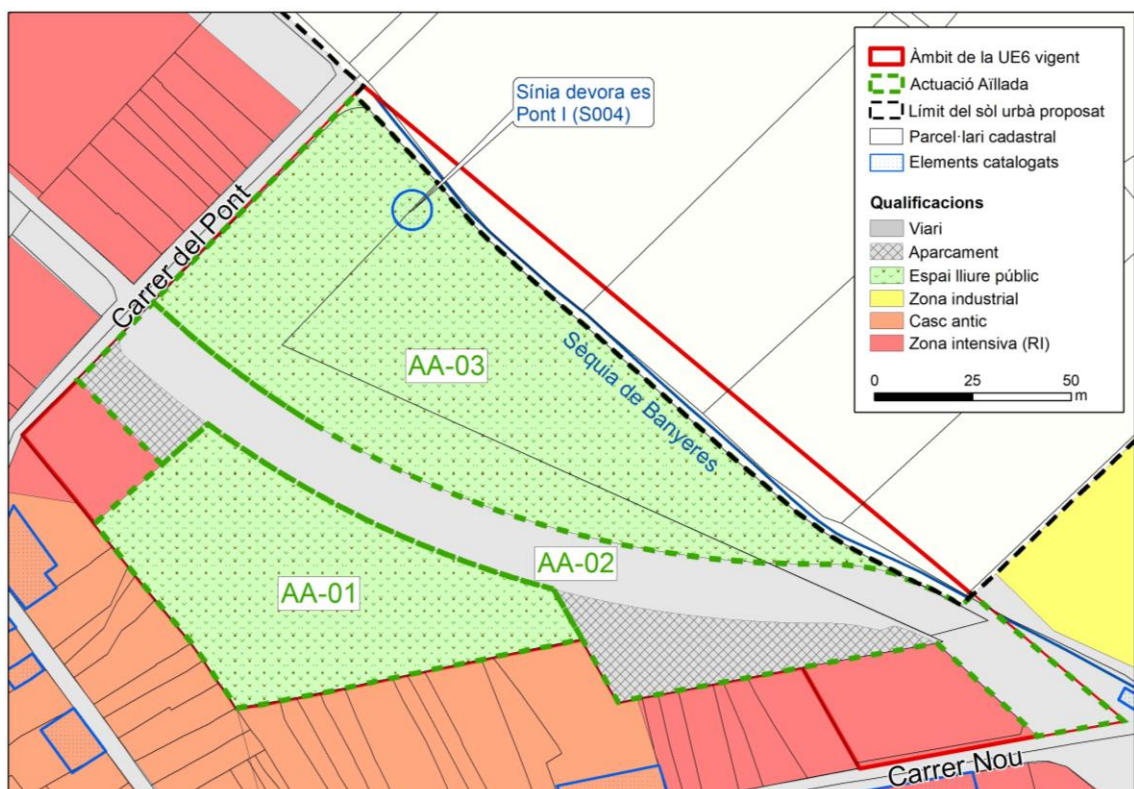 Sínia devora es
Pont I (S004)
Carrer del Pont
AA-03
Sèquia de Banyeres
AA-02
AA-01
Carrer Nou
Àmbit de la UE6 vigent
Actuació Aïllada
Límit del sòl urbà proposat
Parcel·lari cadastral
Elements catalogats
Qualificacions
Viari
Aparcament
Espai lliure públic
Zona industrial
Casc antic
Zona intensiva (RI)
0 25 50
m